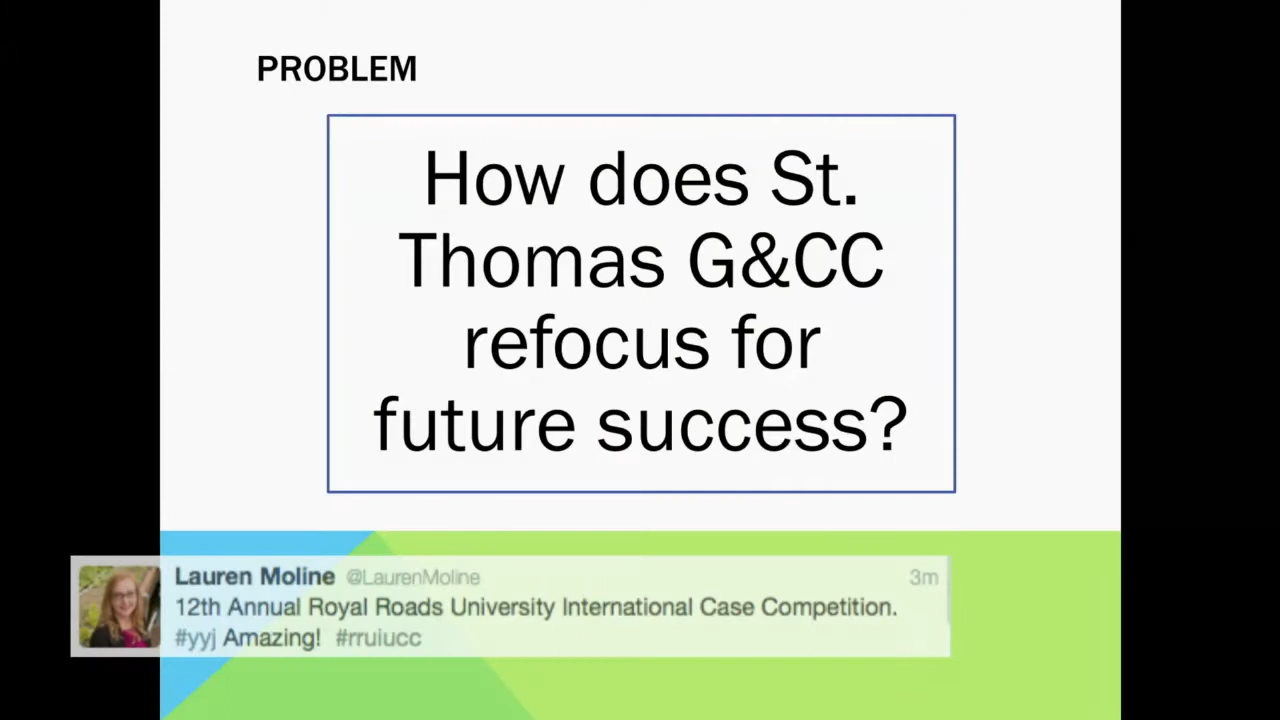 PROBLEM
How does St.
Thomas G&CC
refocus for
future success?
Lauren Moline @LaurenMoline 3m
12th Annual Royal Roads University International Case Competition.
#yyj Amazing! #rruiucc